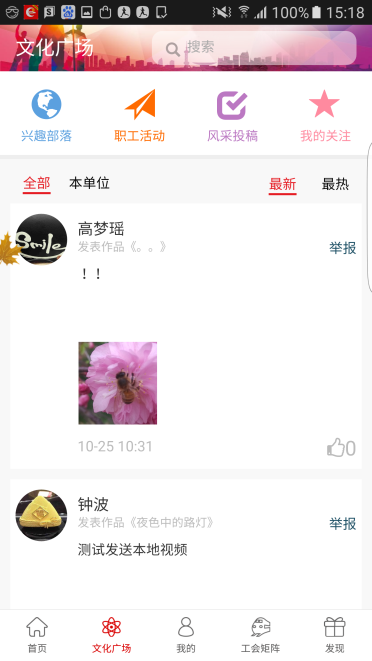 100% 15:18
文化广场
搜索
兴趣部落 职工活动 风采投稿 我的关注
全部 本单位 最新 最热
Smile
高梦瑶
发表作品《。。》
举报
！！
10-25 10:31
0
钟波
发表作品《夜色中的路灯》
举报
测试发送本地视频
首页 文化广场 我的 工会矩阵 发现